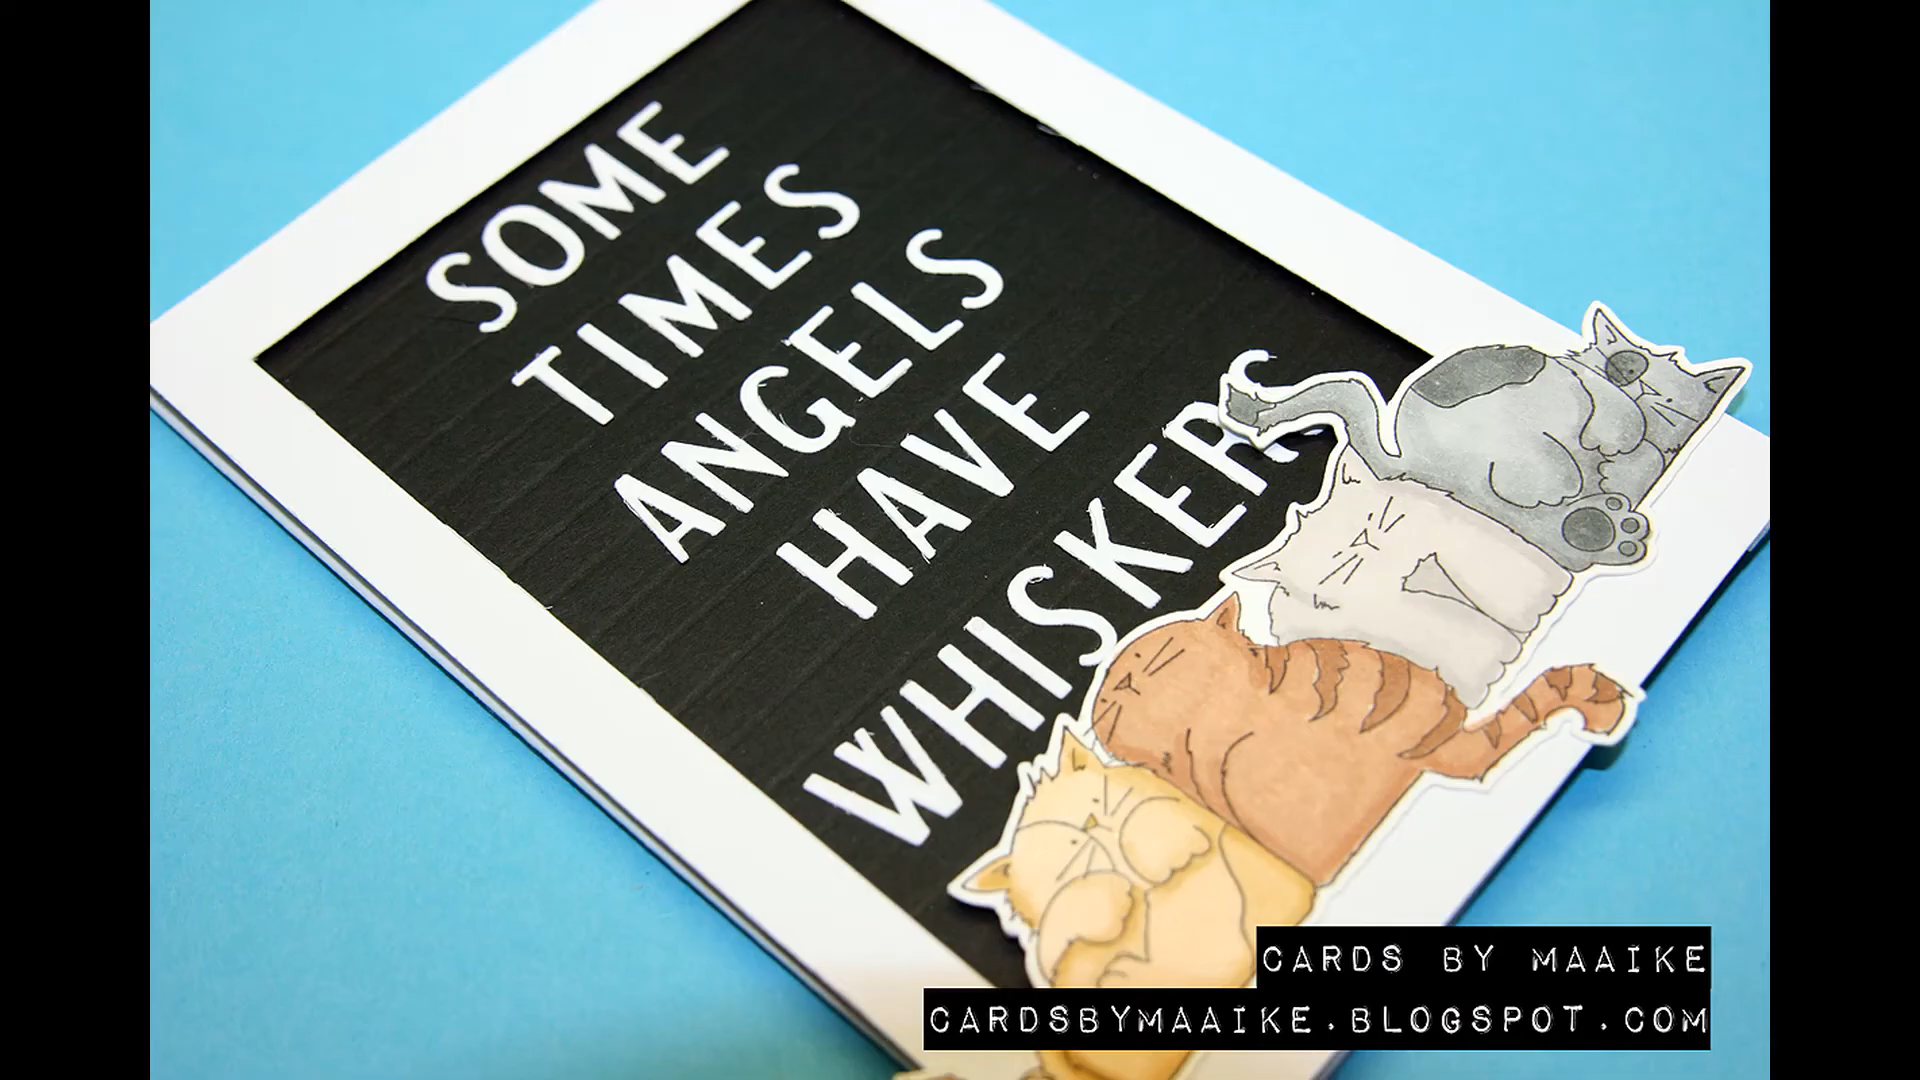 SOME
TIMES
ANGELS
HAVE
WHISKERS
CARDS BY MAAIKE
CARDSBYMAAIKE.BLOGSPOT.COM